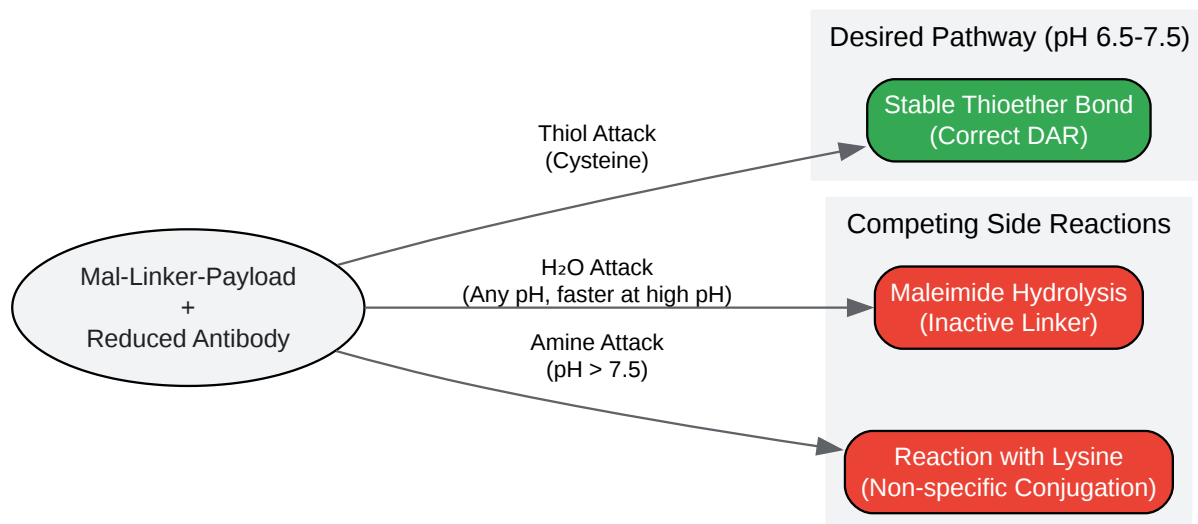 Desired Pathway (pH 6.5-7.5)
Stable Thioether Bond
(Correct DAR)
Thiol Attack
(Cysteine)
Competing Side Reactions
Mal-Linker-Payload
+
Reduced Antibody
H₂O Attack
(Any pH, faster at high pH)
Maleimide Hydrolysis
(Inactive Linker)
Amine Attack
(pH > 7.5)
Reaction with Lysine
(Non-specific Conjugation)